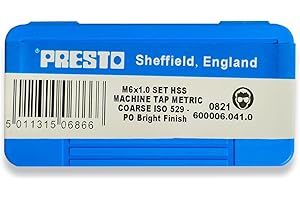 PRESTO®
Sheffield, England
M6x1.0 SET HSS
MACHINE TAP METRIC
COARSE ISO 529 -
PO Bright Finish
0821
600006.041.0
5 011315 06866